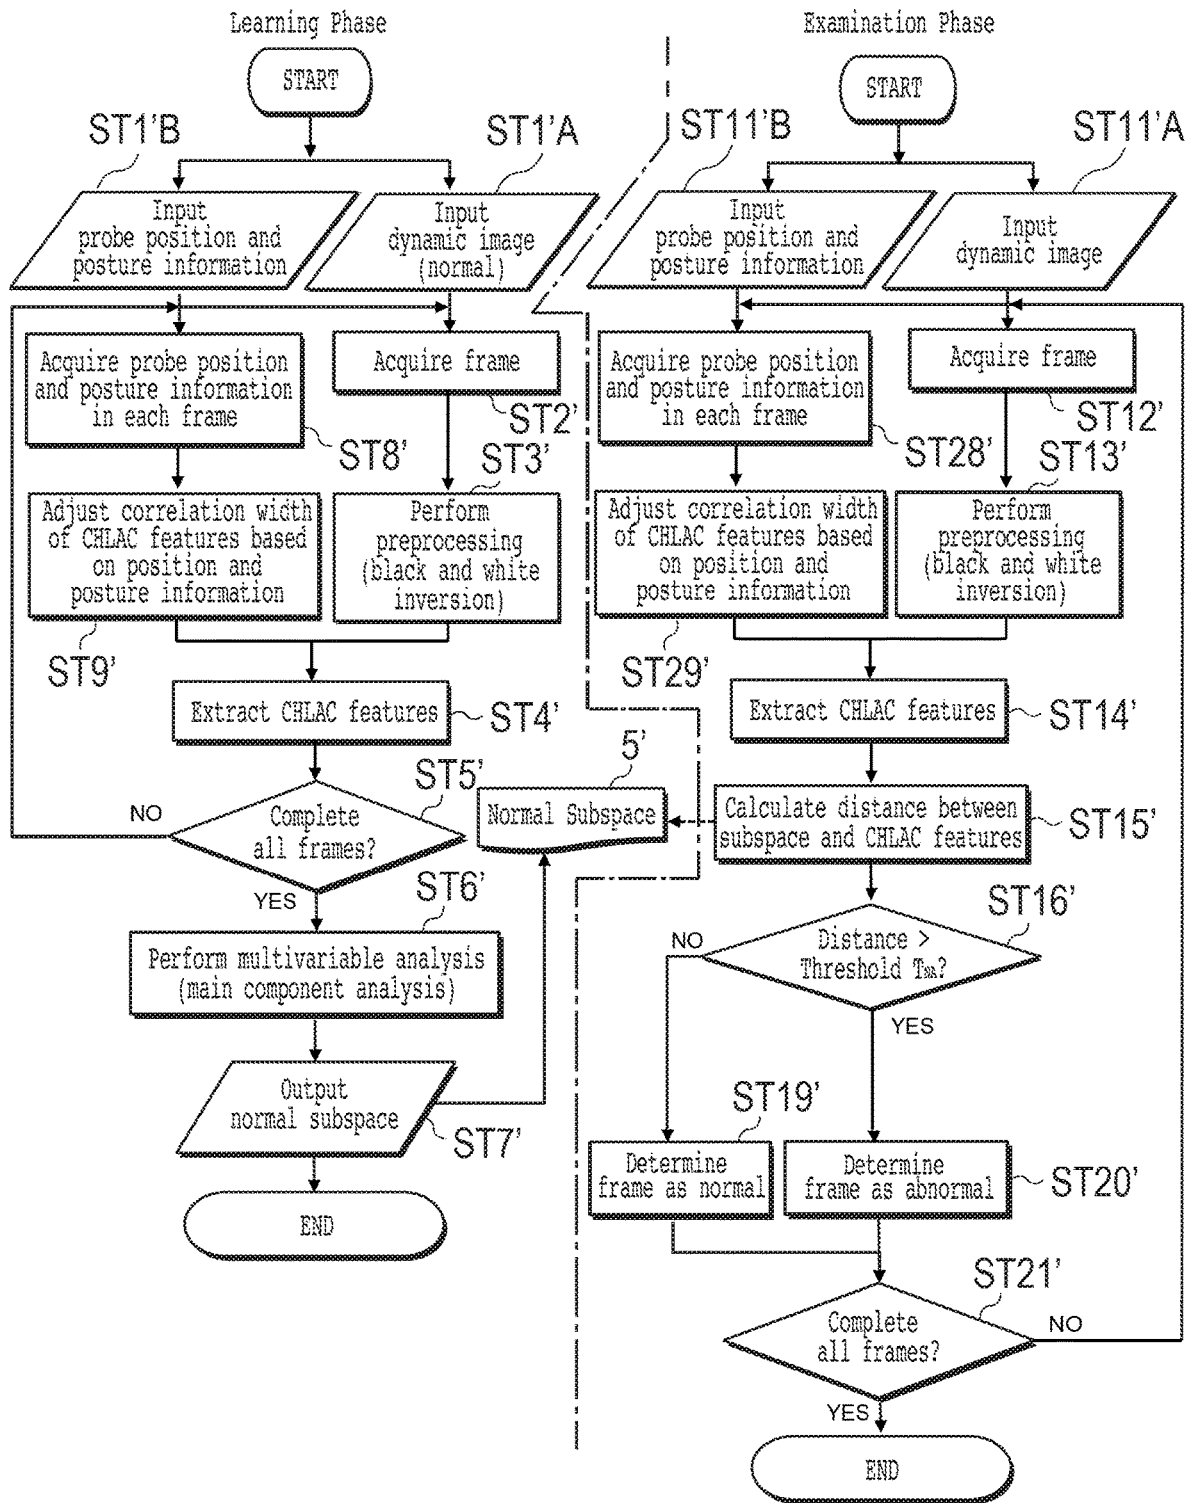 Learning Phase
START
ST1'B
ST1'A
Input
probe position and
posture information
Input
dynamic image
(normal)
Acquire probe position
and posture information
in each frame
ST8'
Acquire frame
ST2'
ST3'
Adjust correlation width
of CHLAC features based
on position and
posture information
ST9'
Perform
preprocessing
(black and white
inversion)
Extract CHLAC features
ST4'
ST5'
Complete
all frames?
NO
YES
ST6'
Perform multivariable analysis
(main component analysis)
Output
normal subspace
ST7'
END
5'
Normal Subspace
Examination Phase
START
ST11'B
ST11'A
Input
probe position and
posture information
Input
dynamic image
Acquire probe position
and posture information
in each frame
ST28'
Acquire frame
ST12'
ST13'
Adjust correlation width
of CHLAC features based
on position and
posture information
ST29'
Perform
preprocessing
(black and white
inversion)
Extract CHLAC features
ST14'
Calculate distance between
subspace and CHLAC features
ST15'
ST16'
Distance >
Threshold T<sub>NA</sub>?
NO
YES
ST19'
Determine
frame as normal
Determine
frame as abnormal
ST20'
ST21'
Complete
all frames?
NO
YES
END